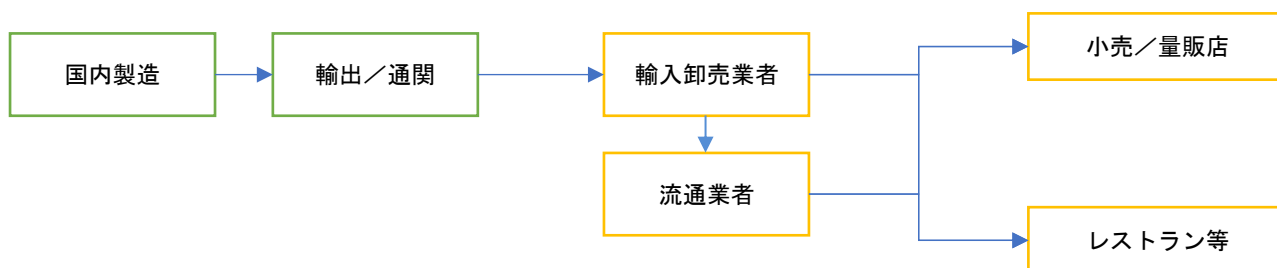 国内製造
輸出／通関
輸入卸売業者
流通業者
小売／量販店
レストラン等